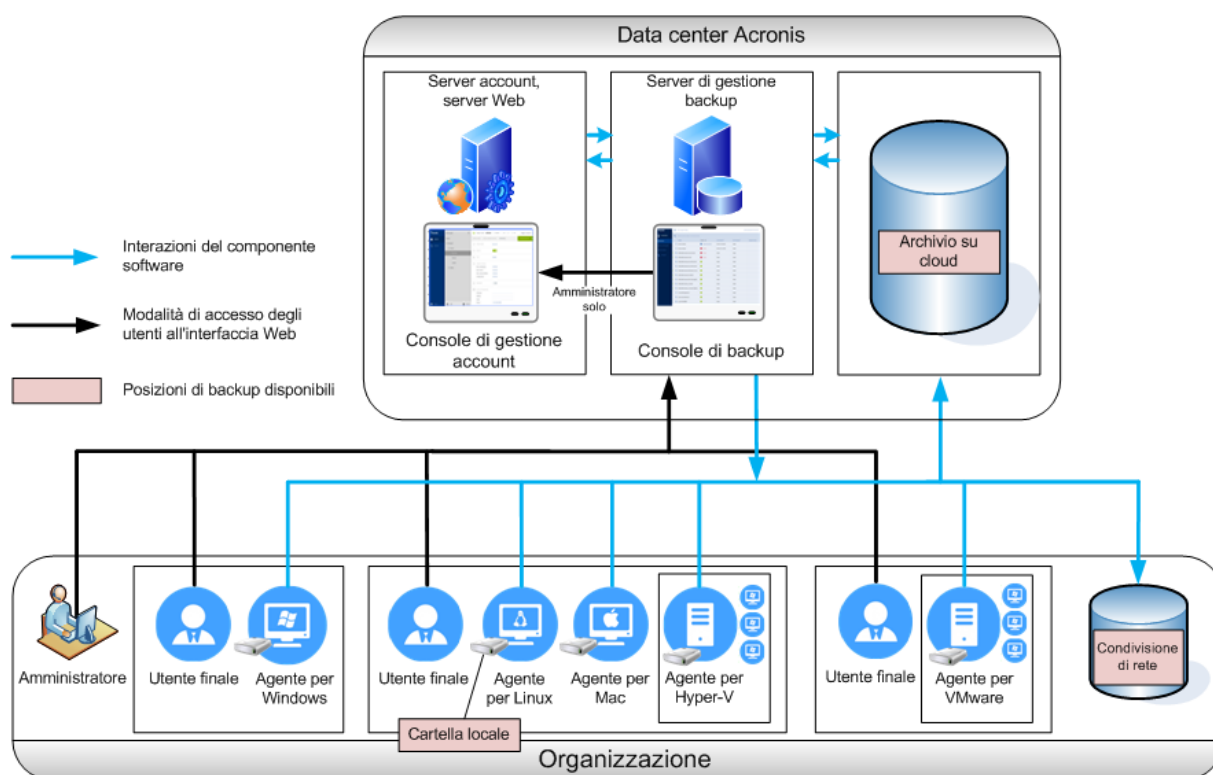 Data center Acronis
Server account,
server Web
Server di gestione
backup
Archivio su
cloud
Amministratore
solo
Console di gestione
account
Console di backup
Interazioni del componente
software
Modalità di accesso degli
utenti all'interfaccia Web
Posizioni di backup disponibili
Amministratore
Utente finale
Agente per
Windows
Utente finale
Agente
per Linux
Agente per
Mac
Agente per
Hyper-V
Utente finale
Agente per
VMware
Condivisione
di rete
Cartella locale
Organizzazione